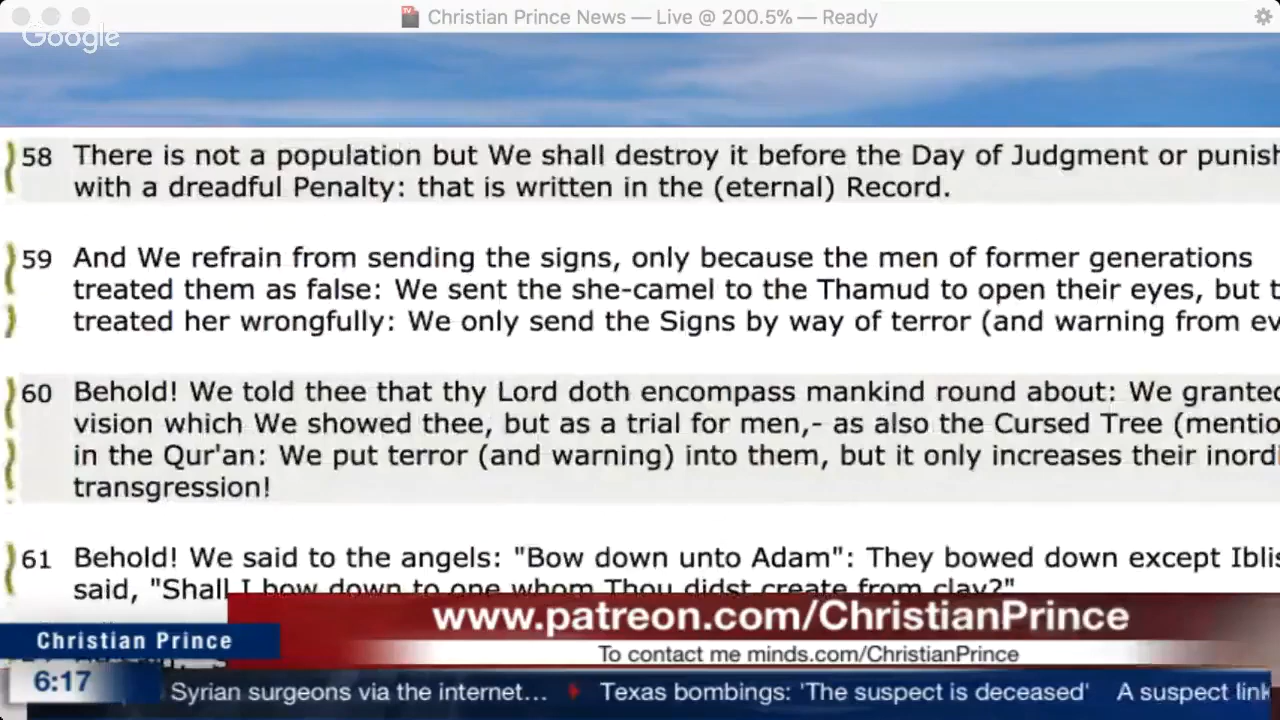 Christian Prince News — Live @ 200.5% — Ready
Google
58 There is not a population but We shall destroy it before the Day of Judgment or punish
with a dreadful Penalty: that is written in the (eternal) Record.
59 And We refrain from sending the signs, only because the men of former generations
treated them as false: We sent the she-camel to the Thamud to open their eyes, but t
treated her wrongfully: We only send the Signs by way of terror (and warning from ev
60 Behold! We told thee that thy Lord doth encompass mankind round about: We granted
vision which We showed thee, but as a trial for men,- as also the Cursed Tree (mentio
in the Qur'an: We put terror (and warning) into them, but it only increases their inordi
transgression!
61 Behold! We said to the angels: "Bow down unto Adam": They bowed down except Iblis
said, "Shall I bow down to one whom Thou didst create from clay?"
www.patreon.com/ChristianPrince
Christian Prince
To contact me minds.com/ChristianPrince
6:17 Syrian surgeons via the internet... Texas bombings: 'The suspect is deceased' A suspect link